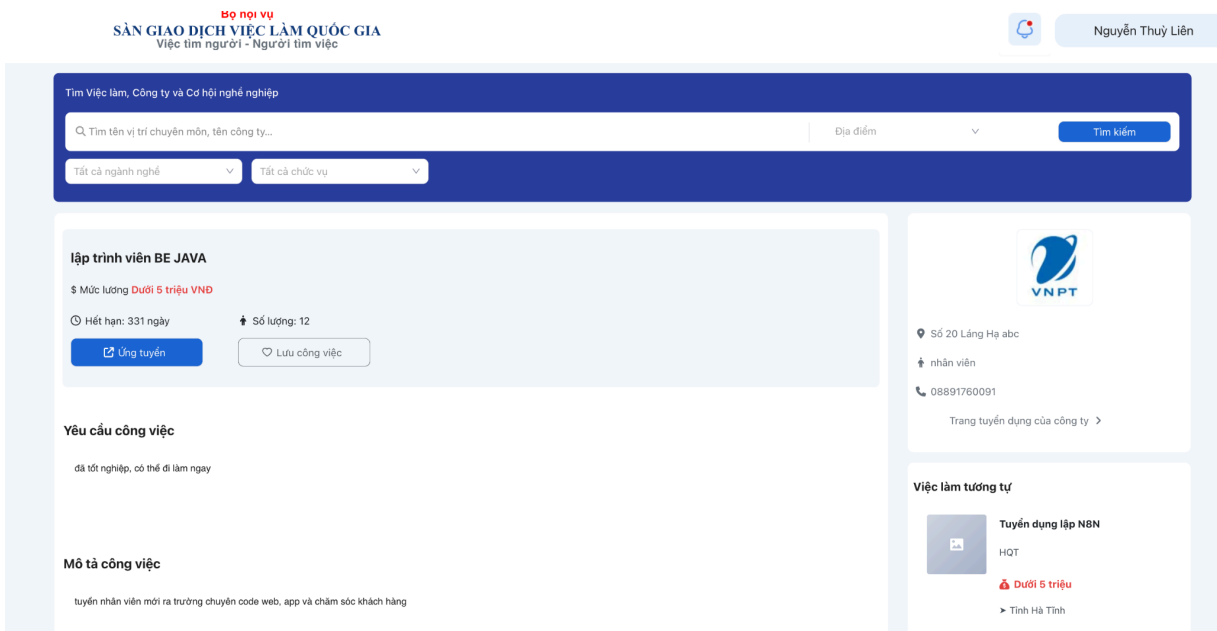 Bộ nội vụ
SÀN GIAO DỊCH VIỆC LÀM QUỐC GIA
Việc tìm người - Người tìm việc
Nguyễn Thuỳ Liên
Tìm Việc làm, Công ty và Cơ hội nghề nghiệp
Tìm tên vị trí chuyên môn, tên công ty...
Địa điểm
Tìm kiếm
Tất cả ngành nghề
Tất cả chức vụ
lập trình viên BE JAVA
$ Mức lương Dưới 5 triệu VNĐ
Hết hạn: 331 ngày
Số lượng: 12
Ứng tuyển
Lưu công việc
Yêu cầu công việc
đã tốt nghiệp, có thể đi làm ngay
Mô tả công việc
tuyển nhân viên mới ra trường chuyên code web, app và chăm sóc khách hàng
VNPT
Số 20 Láng Hạ abc
nhân viên
08891760091
Trang tuyển dụng của công ty
Việc làm tương tự
Tuyển dụng lập N8N
HQT
Dưới 5 triệu
Tỉnh Hà Tĩnh